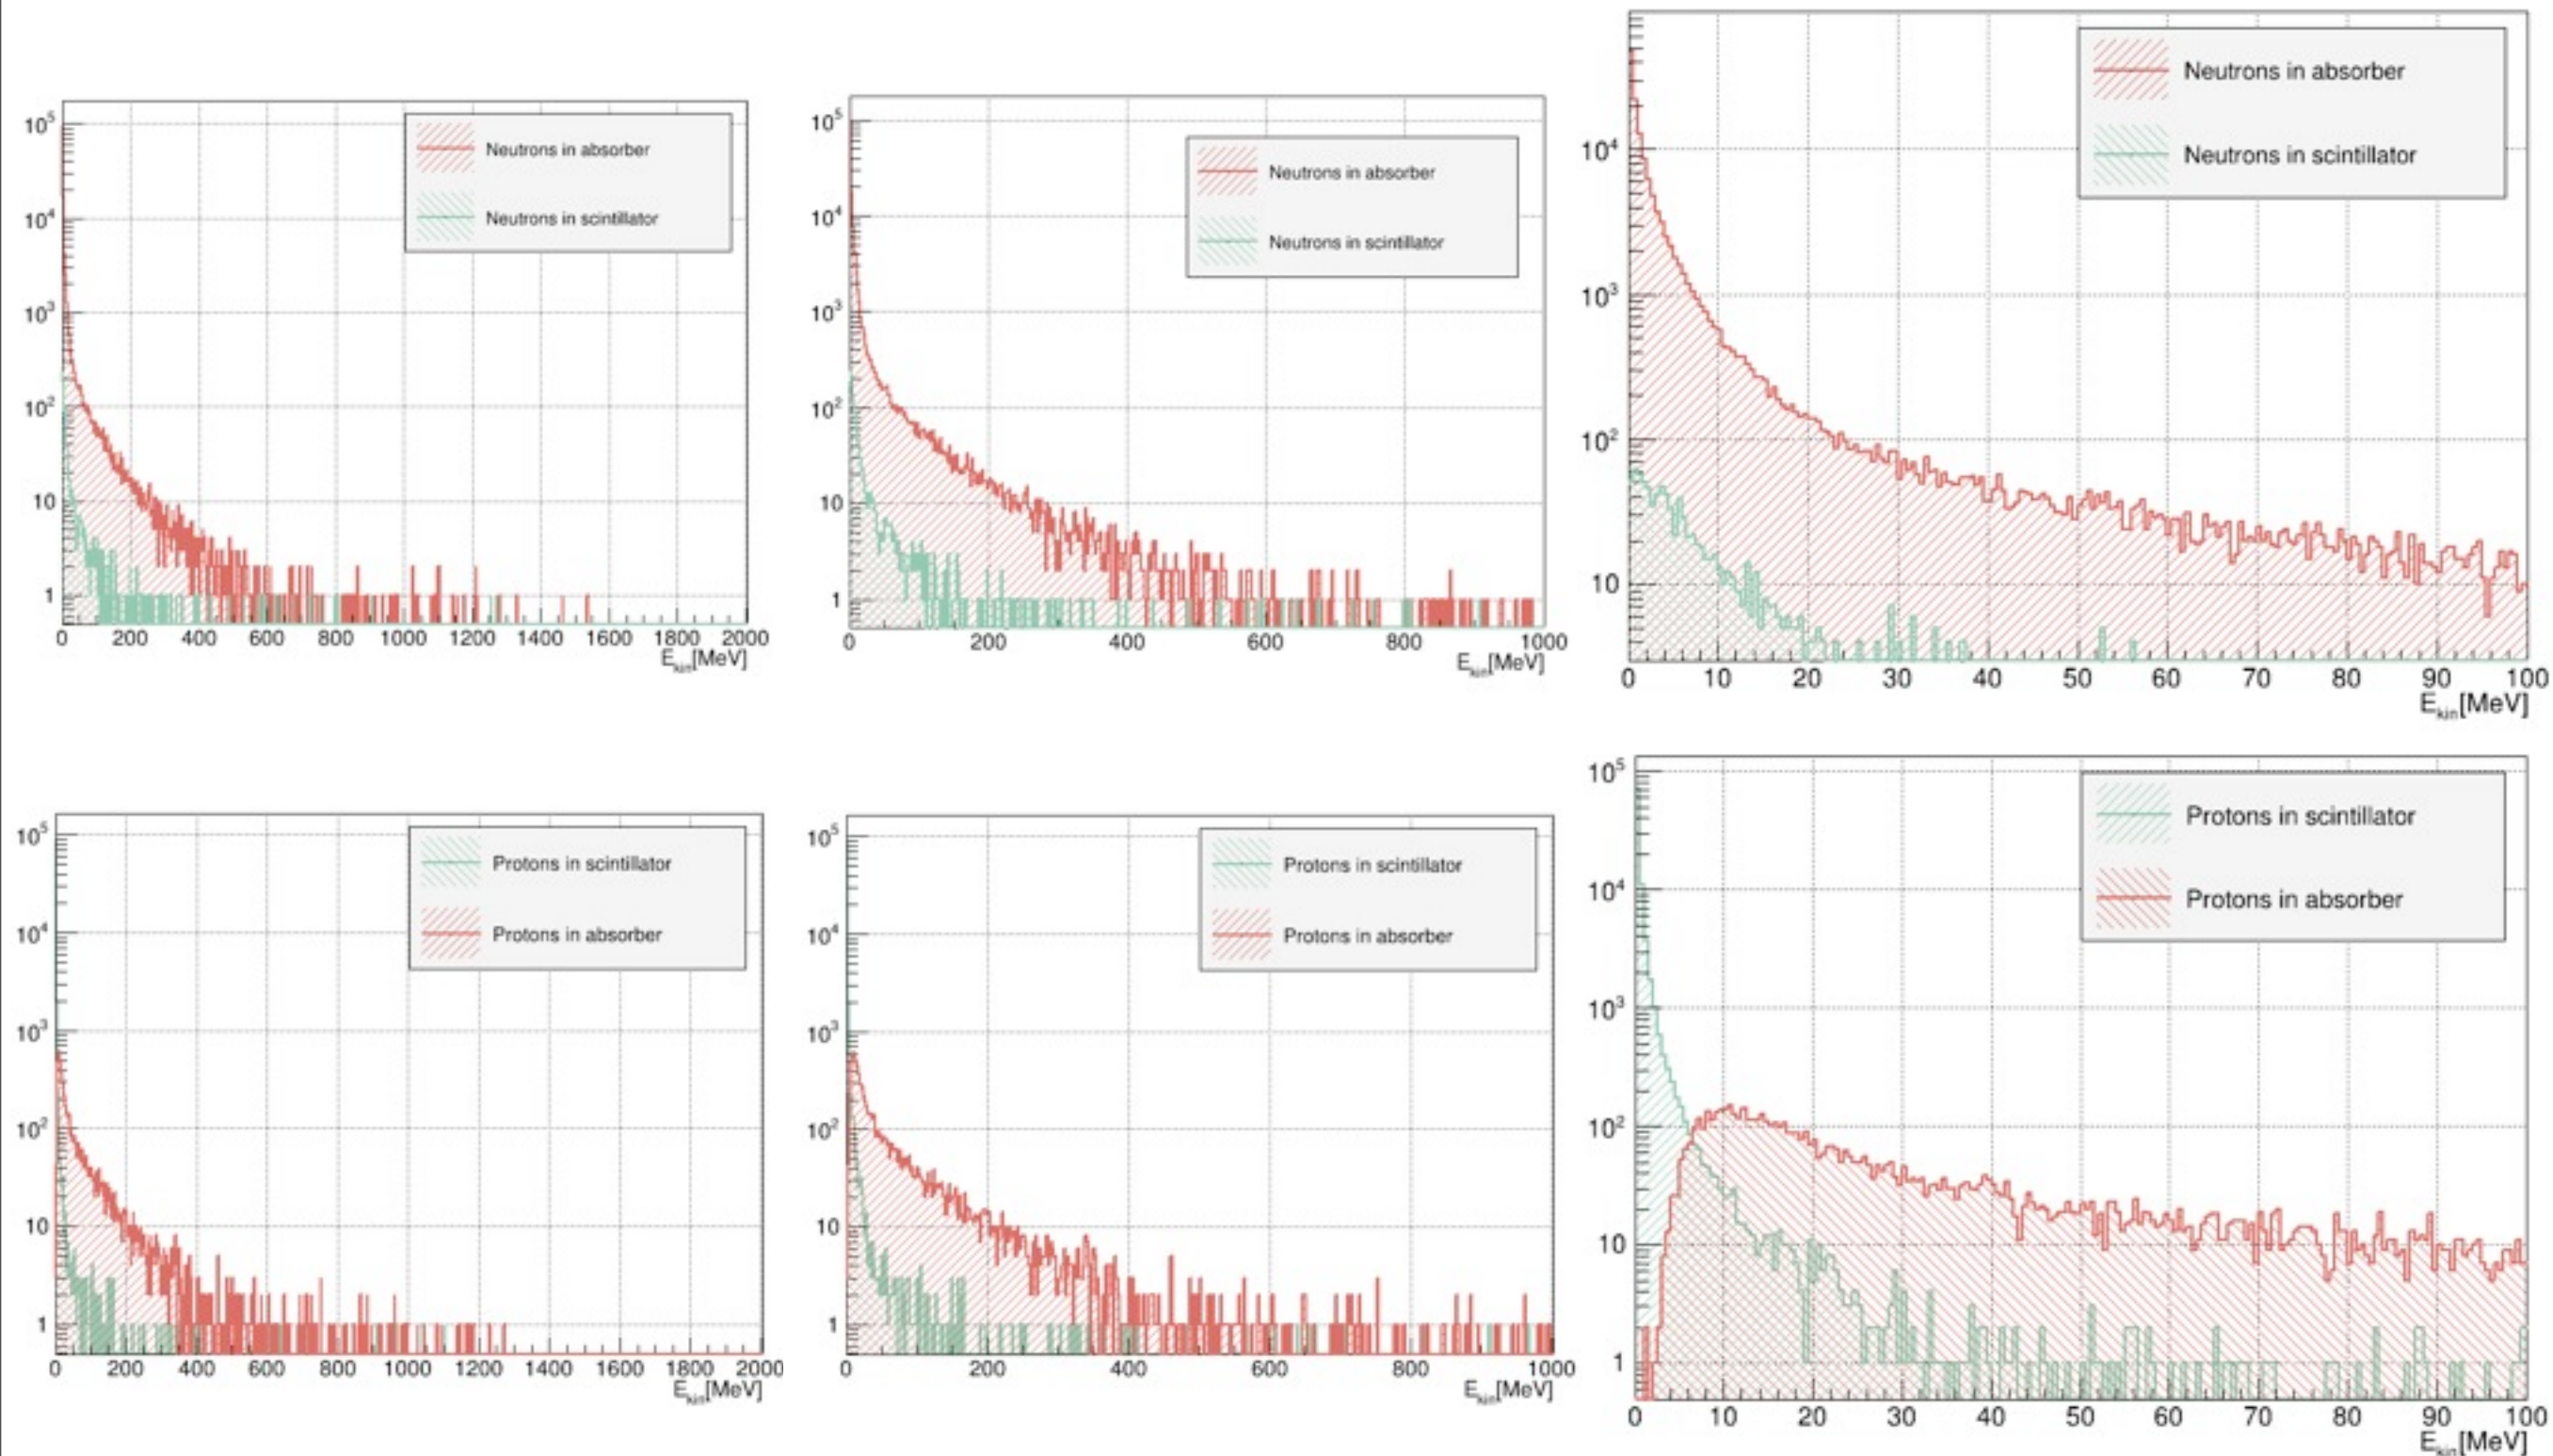 10^5
10^4
10^3
10^2
10
1
Neutrons in absorber
Neutrons in scintillator
0 200 400 600 800 1000 1200 1400 1600 1800 2000
E_kin[MeV]
10^5
10^4
10^3
10^2
10
1
Neutrons in absorber
Neutrons in scintillator
0 200 400 600 800 1000
E_kin[MeV]
10^4
10^3
10^2
10
Neutrons in absorber
Neutrons in scintillator
0 10 20 30 40 50 60 70 80 90 100
E_kin[MeV]
10^5
10^4
10^3
10^2
10
1
Protons in scintillator
Protons in absorber
0 200 400 600 800 1000 1200 1400 1600 1800 2000
E_kin[MeV]
10^5
10^4
10^3
10^2
10
1
Protons in scintillator
Protons in absorber
0 200 400 600 800 1000
E_kin[MeV]
10^5
10^4
10^3
10^2
10
1
Protons in scintillator
Protons in absorber
0 10 20 30 40 50 60 70 80 90 100
E_kin[MeV]